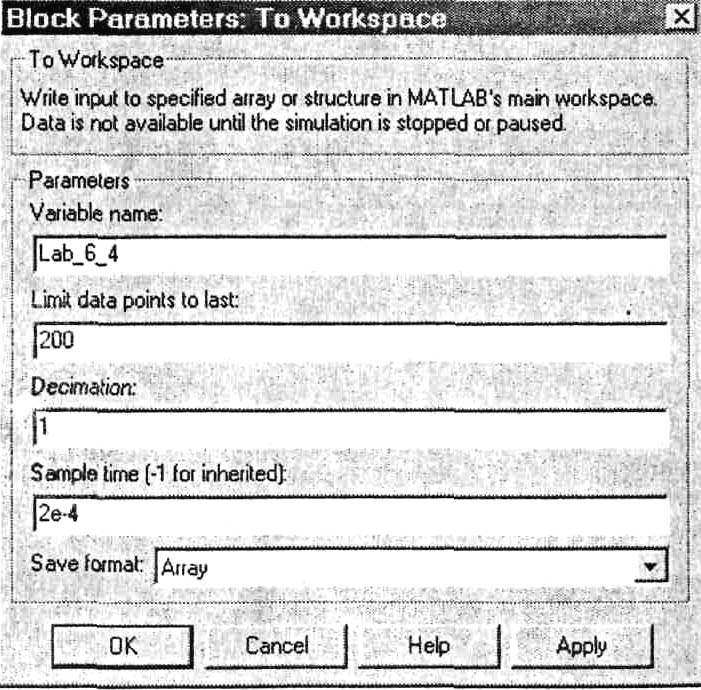 Block Parameters: To Workspace
To Workspace
Write input to specified array or structure in MATLAB's main workspace.
Data is not available until the simulation is stopped or paused.
Parameters
Variable name:
Lab_6_4
Limit data points to last:
200
Decimation:
1
Sample time (-1 for inherited):
2e-4
Save format: Array
OK Cancel Help Apply